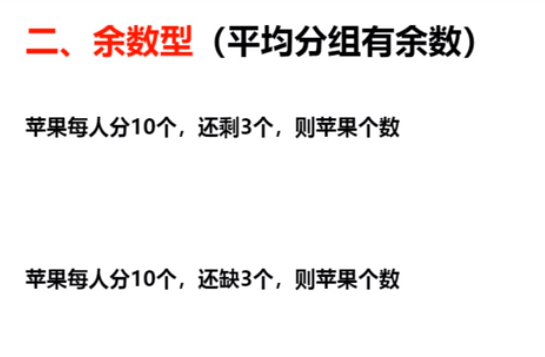 二、余数型（平均分组有余数）
苹果每人分10个，还剩3个，则苹果个数
苹果每人分10个，还缺3个，则苹果个数